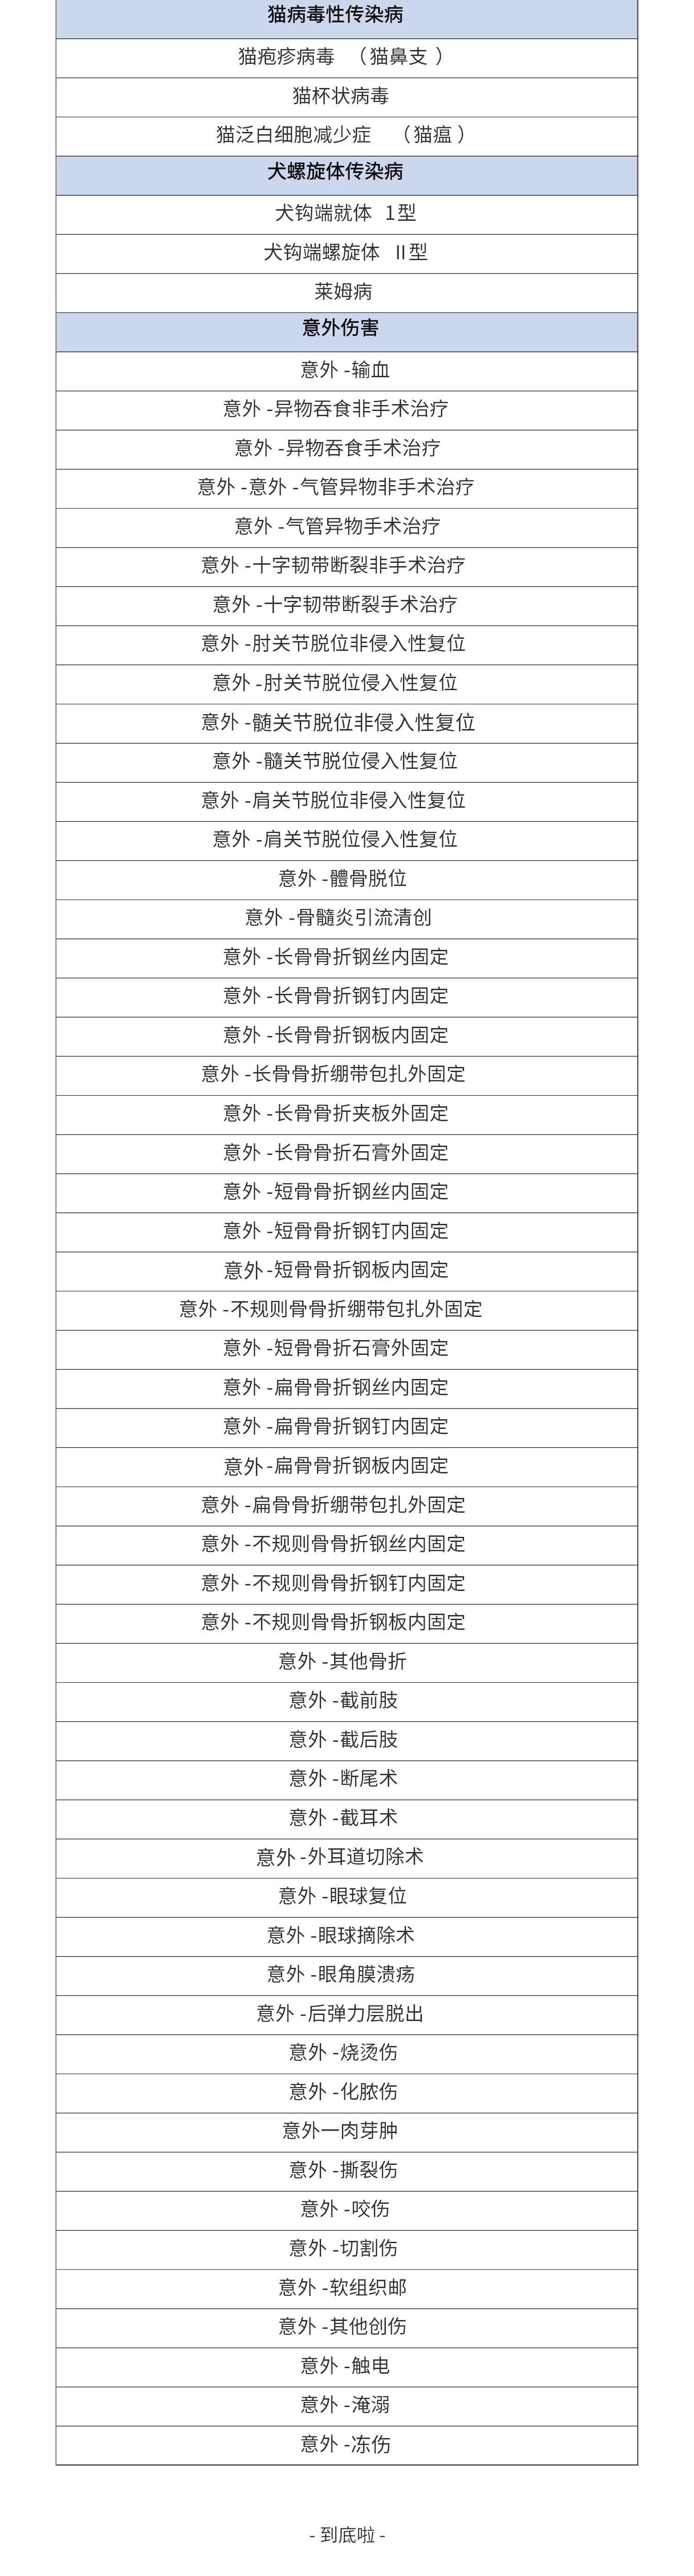 猫病毒性传染病
猫疱疹病毒 （猫鼻支 ）
猫杯状病毒
猫泛白细胞减少症 （猫瘟 ）
犬螺旋体传染病
犬钩端就体 1型
犬钩端螺旋体 II型
莱姆病
意外伤害
意外 -输血
意外 -异物吞食非手术治疗
意外 -异物吞食手术治疗
意外 -意外 -气管异物非手术治疗
意外 -气管异物手术治疗
意外 -十字韧带断裂非手术治疗
意外 -十字韧带断裂手术治疗
意外 -肘关节脱位非侵入性复位
意外 -肘关节脱位侵入性复位
意外 -髄关节脱位非侵入性复位
意外 -髓关节脱位侵入性复位
意外 -肩关节脱位非侵入性复位
意外 -肩关节脱位侵入性复位
意外 -體骨脱位
意外 -骨髓炎引流清创
意外 -长骨骨折钢丝内固定
意外 -长骨骨折钢钉内固定
意外 -长骨骨折钢板内固定
意外 -长骨骨折绷带包扎外固定
意外 -长骨骨折夹板外固定
意外 -长骨骨折石膏外固定
意外 -短骨骨折钢丝内固定
意外 -短骨骨折钢钉内固定
意外 -短骨骨折钢板内固定
意外 -不规则骨骨折绷带包扎外固定
意外 -短骨骨折石膏外固定
意外 -扁骨骨折钢丝内固定
意外 -扁骨骨折钢钉内固定
意外 -扁骨骨折钢板内固定
意外 -扁骨骨折绷带包扎外固定
意外 -不规则骨骨折钢丝内固定
意外 -不规则骨骨折钢钉内固定
意外 -不规则骨骨折钢板内固定
意外 -其他骨折
意外 -截前肢
意外 -截后肢
意外 -断尾术
意外 -截耳术
意外 -外耳道切除术
意外 -眼球复位
意外 -眼球摘除术
意外 -眼角膜溃疡
意外 -后弹力层脱出
意外 -烧烫伤
意外 -化脓伤
意外一肉芽肿
意外 -撕裂伤
意外 -咬伤
意外 -切割伤
意外 -软组织邮
意外 -其他创伤
意外 -触电
意外 -淹溺
意外 -冻伤
- 到底啦 -